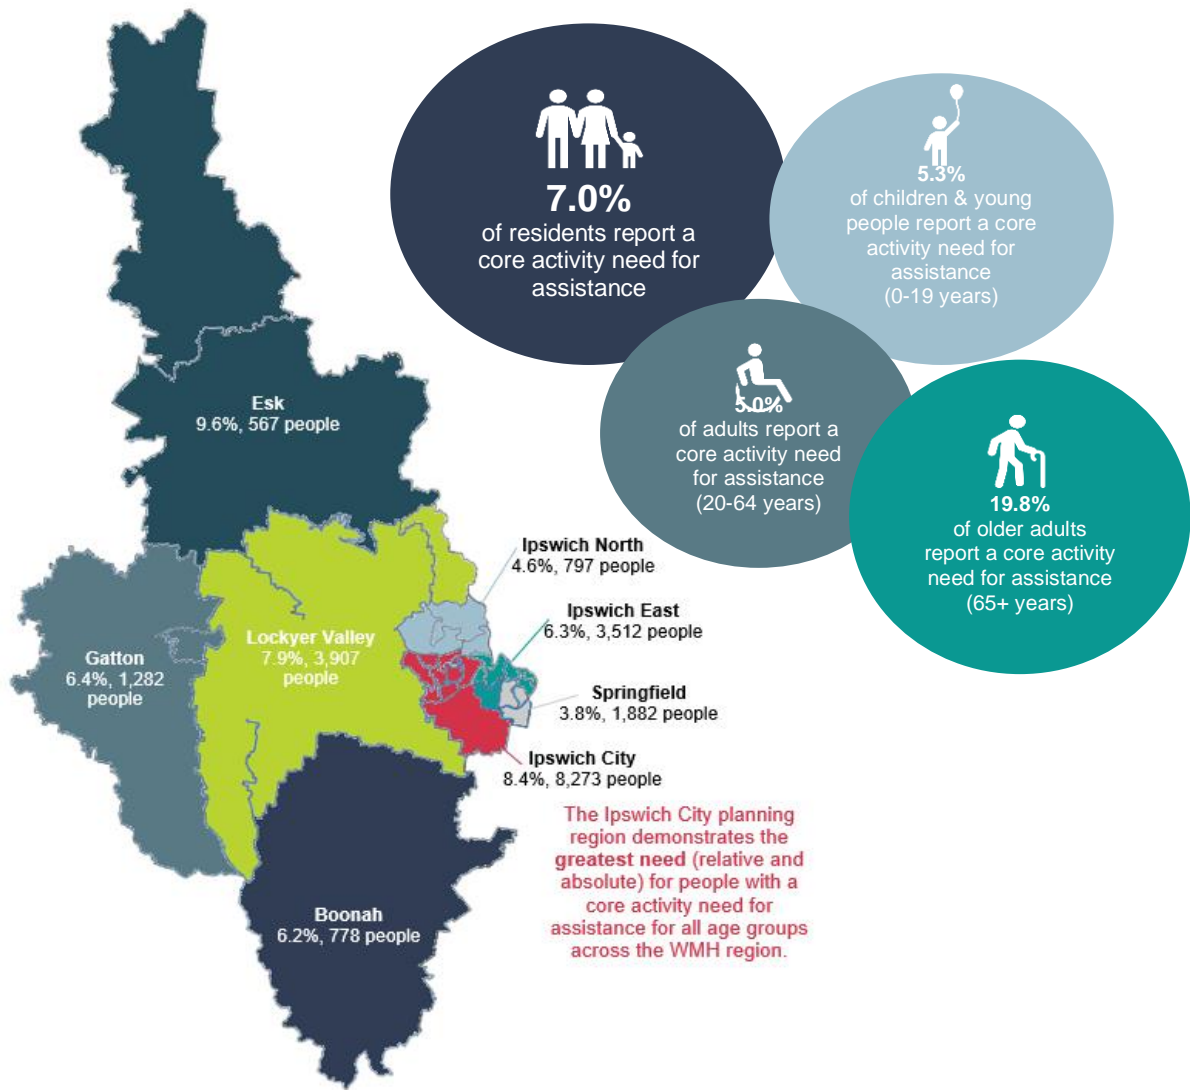 7.0%
of residents report a
core activity need for
assistance
5.3%
of children & young
people report a core
activity need for
assistance
(0-19 years)
5.0%
of adults report a
core activity need
for assistance
(20-64 years)
19.8%
of older adults
report a core activity
need for assistance
(65+ years)
Esk
9.6%, 567 people
Ipswich North
4.6%, 797 people
Ipswich East
6.3%, 3,512 people
Lockyer Valley
7.9%, 3,907
people
Gatton
6.4%, 1,282
people
Springfield
3.8%, 1,882 people
Ipswich City
8.4%, 8,273 people
The Ipswich City planning
region demonstrates the
greatest need (relative and
absolute) for people with a
core activity need for
assistance for all age groups
across the WMH region.
Boonah
6.2%, 778 people